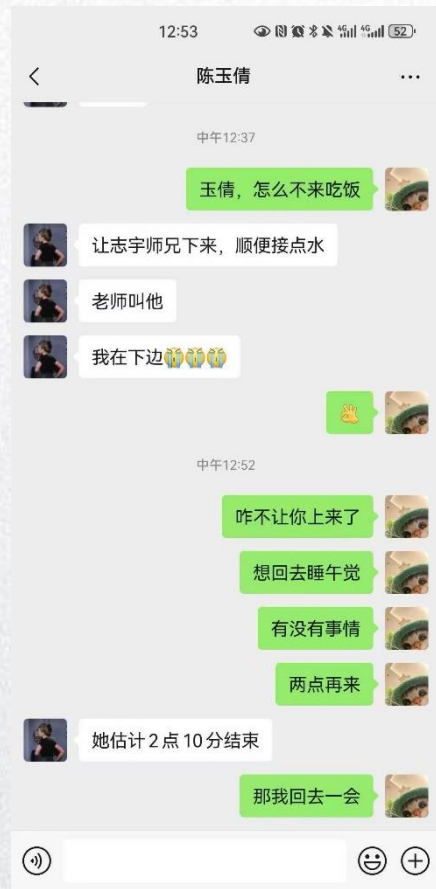 12:53
4G 4G 52
陈玉倩
中午12:37
玉倩，怎么不来吃饭
让志宇师兄下来，顺便接点水
老师叫他
我在下边😭😭😭
👌
中午12:52
咋不让你上来了
想回去睡午觉
有没有事情
两点再来
她估计2点10分结束
那我回去一会